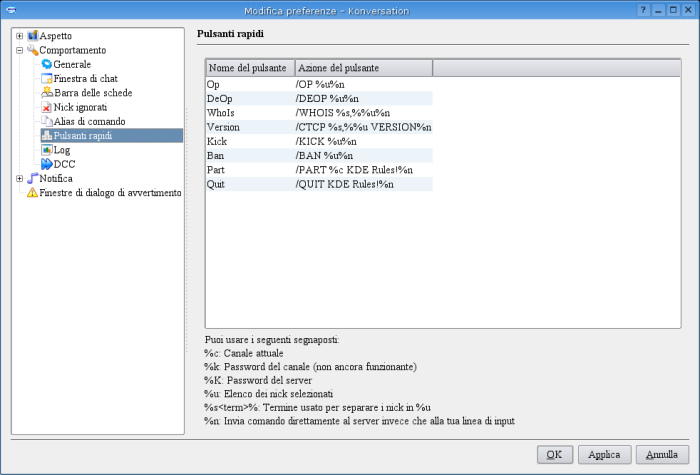 Modifica preferenze - Konversation
Aspetto
Comportamento
Generale
Finestra di chat
Barra delle schede
Nick ignorati
Alias di comando
Pulsanti rapidi
Log
DCC
Notifica
Finestre di dialogo di avvertimento
Pulsanti rapidi
Nome del pulsante Azione del pulsante
Op /OP %u%n
DeOp /DEOP %u%n
WhoIs /WHOIS %s,%%u%n
Version /CTCP %s,%%u VERSION%n
Kick /KICK %u%n
Ban /BAN %u%n
Part /PART %c KDE Rules!%n
Quit /QUIT KDE Rules!%n
Puoi usare i seguenti segnaposti:
%c: Canale attuale
%k: Password del canale (non ancora funzionante)
%K: Password del server
%u: Elenco dei nick selezionati
%s<term>%: Termine usato per separare i nick in %u
%n: Invia comando direttamente al server invece che alla tua linea di input
OK Applica Annulla